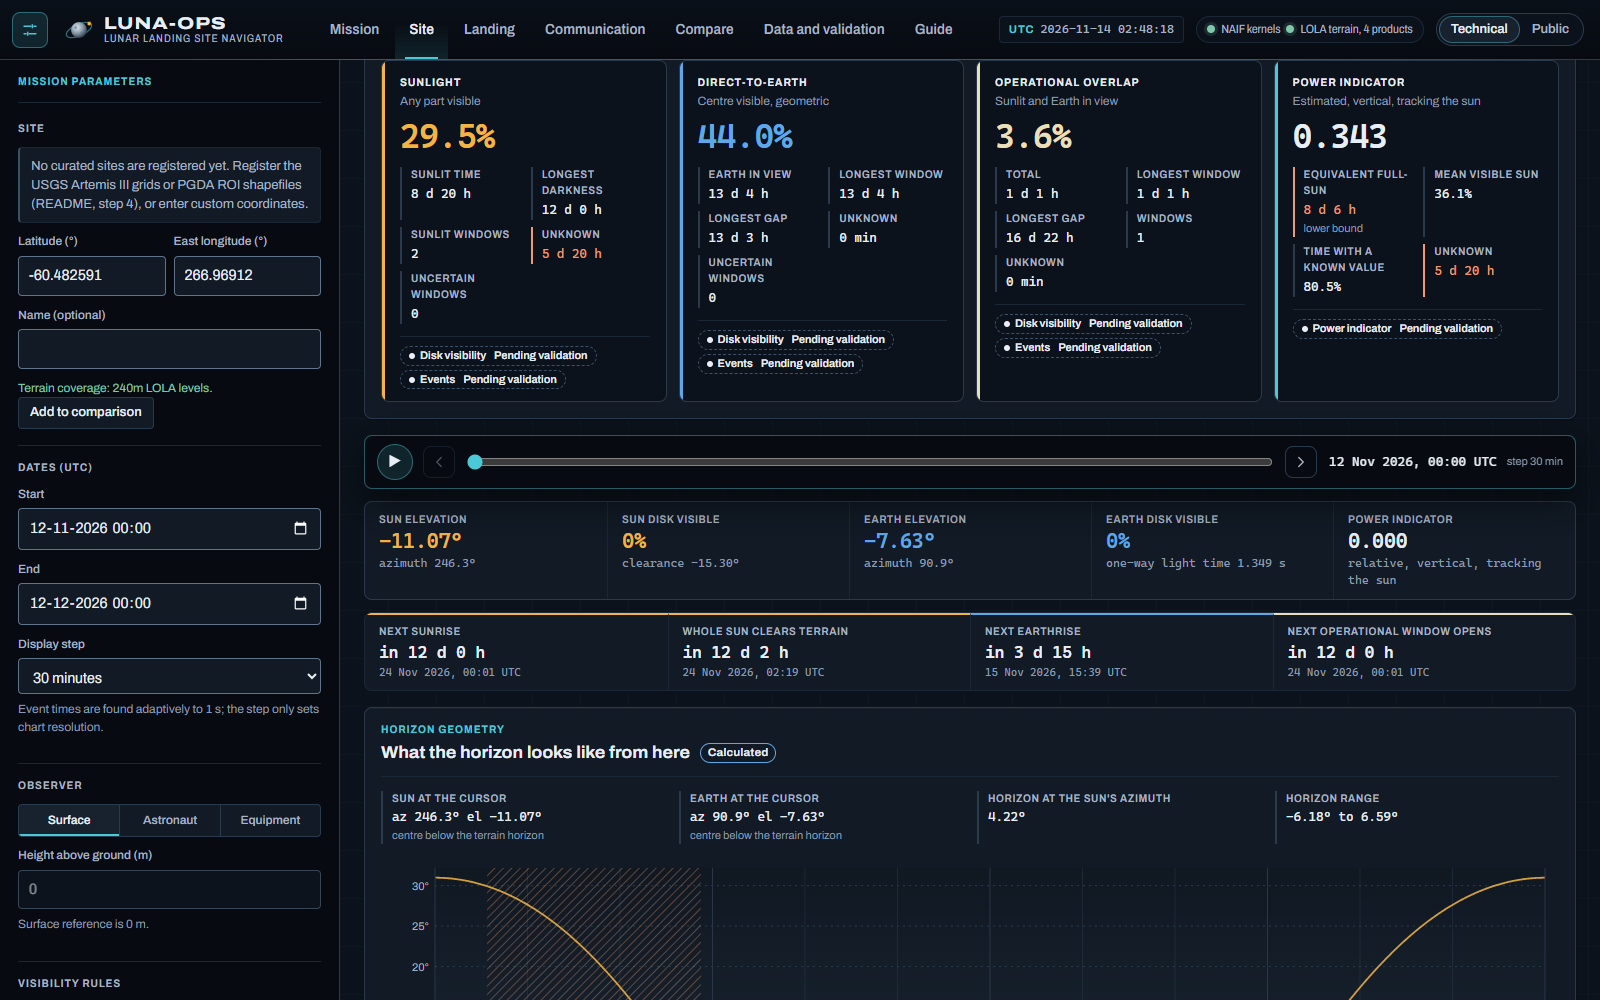 LUNA-OPS
LUNAR LANDING SITE NAVIGATOR
Mission
Site
Landing
Communication
Compare
Data and validation
Guide
UTC 2026-11-14 02:48:18
NAIF kernels
LOLA terrain, 4 products
Technical
Public
MISSION PARAMETERS
SITE
No curated sites are registered yet. Register the
USGS Artemis III grids or PGDA ROI shapefiles
(README, step 4), or enter custom coordinates.
Latitude (°)
East longitude (°)
-60.482591
266.96912
Name (optional)
Terrain coverage: 240m LOLA levels.
Add to comparison
DATES (UTC)
Start
12-11-2026 00:00
End
12-12-2026 00:00
Display step
30 minutes
Event times are found adaptively to 1 s; the step only sets
chart resolution.
OBSERVER
Surface
Astronaut
Equipment
Height above ground (m)
0
Surface reference is 0 m.
VISIBILITY RULES
SUNLIGHT
Any part visible
29.5%
SUNLIT TIME
8 d 20 h
LONGEST
DARKNESS
12 d 0 h
SUNLIT WINDOWS
2
UNKNOWN
5 d 20 h
UNCERTAIN
WINDOWS
0
Disk visibility Pending validation
Events Pending validation
DIRECT-TO-EARTH
Centre visible, geometric
44.0%
EARTH IN VIEW
13 d 4 h
LONGEST WINDOW
13 d 4 h
LONGEST GAP
13 d 3 h
UNKNOWN
0 min
UNCERTAIN
WINDOWS
0
Disk visibility Pending validation
Events Pending validation
OPERATIONAL OVERLAP
Sunlit and Earth in view
3.6%
TOTAL
1 d 1 h
LONGEST WINDOW
1 d 1 h
LONGEST GAP
16 d 22 h
WINDOWS
1
UNKNOWN
0 min
Disk visibility Pending validation
Events Pending validation
POWER INDICATOR
Estimated, vertical, tracking the sun
0.343
EQUIVALENT FULL-
SUN
8 d 6 h
lower bound
MEAN VISIBLE SUN
36.1%
TIME WITH A
KNOWN VALUE
80.5%
UNKNOWN
5 d 20 h
Power indicator Pending validation
12 Nov 2026, 00:00 UTC
step 30 min
SUN ELEVATION
−11.07°
azimuth 246.3°
SUN DISK VISIBLE
0%
clearance −15.30°
EARTH ELEVATION
−7.63°
azimuth 90.9°
EARTH DISK VISIBLE
0%
one-way light time 1.349 s
POWER INDICATOR
0.000
relative, vertical, tracking
the sun
NEXT SUNRISE
in 12 d 0 h
24 Nov 2026, 00:01 UTC
WHOLE SUN CLEARS TERRAIN
in 12 d 2 h
24 Nov 2026, 02:19 UTC
NEXT EARTHRISE
in 3 d 15 h
15 Nov 2026, 15:39 UTC
NEXT OPERATIONAL WINDOW OPENS
in 12 d 0 h
24 Nov 2026, 00:01 UTC
HORIZON GEOMETRY
What the horizon looks like from here
Calculated
SUN AT THE CURSOR
az 246.3° el −11.07°
centre below the terrain horizon
EARTH AT THE CURSOR
az 90.9° el −7.63°
centre below the terrain horizon
HORIZON AT THE SUN'S AZIMUTH
4.22°
HORIZON RANGE
−6.18° to 6.59°
30°
25°
20°